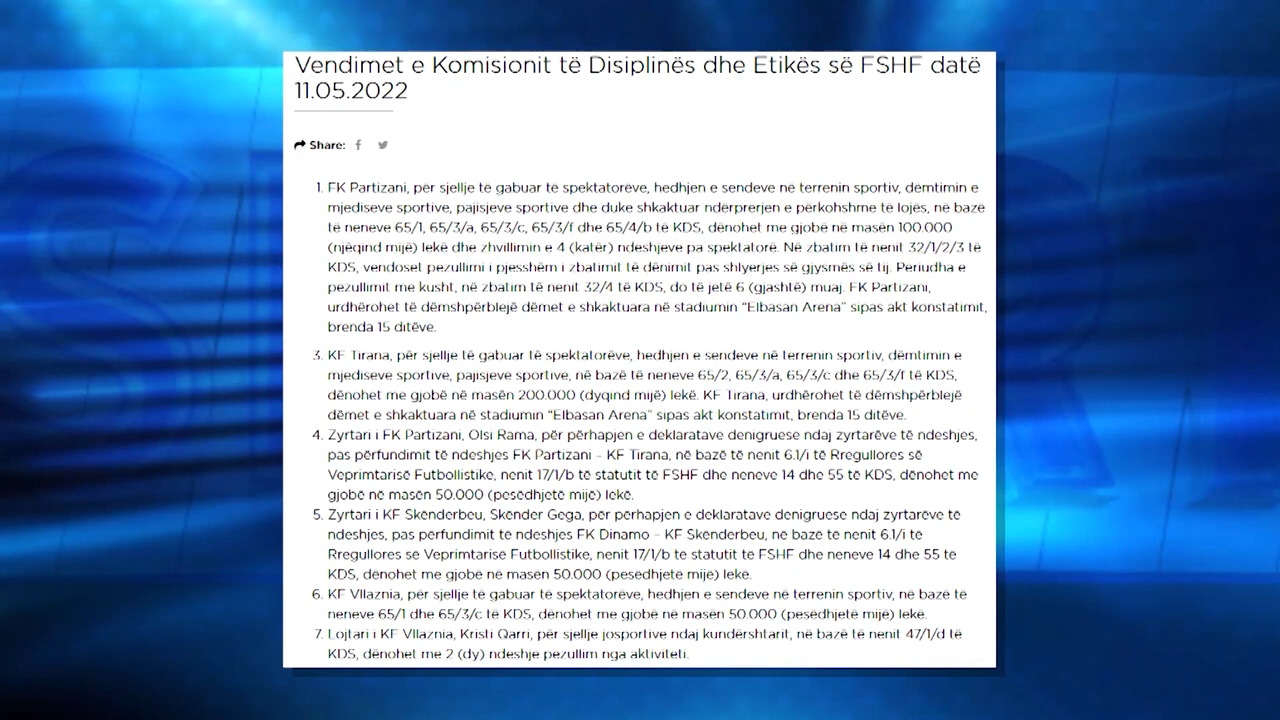 Vendimet e Komisionit të Disiplinës dhe Etikës së FSHF datë
11.05.2022
Share:
1. FK Partizani, për sjellje të gabuar të spektatorëve, hedhjen e sendeve në terrenin sportiv, dëmtimin e
mjediseve sportive, pajisjeve sportive dhe duke shkaktuar ndërprerjen e përkohshme të lojës, në bazë
të neneve 65/1, 65/3/a, 65/3/c, 65/3/f dhe 65/4/b të KDS, dënohet me gjobë në masën 100.000
(njëqind mijë) lekë dhe zhvillimin e 4 (katër) ndeshjeve pa spektatorë. Në zbatim të nenit 32/1/2/3 të
KDS, vendoset pezullimi i pjesshëm i zbatimit të dënimit pas shlyerjes së gjysmës së tij. Periudha e
pezullimit me kusht, në zbatim të nenit 32/4 të KDS, do të jetë 6 (gjashtë) muaj. FK Partizani,
urdhërohet të dëmshpërblejë dëmet e shkaktuara në stadiumin “Elbasan Arena” sipas akt konstatimit,
brenda 15 ditëve.
3. KF Tirana, për sjellje të gabuar të spektatorëve, hedhjen e sendeve në terrenin sportiv, dëmtimin e
mjediseve sportive, pajisjeve sportive, në bazë të neneve 65/2, 65/3/a, 65/3/c dhe 65/3/f të KDS,
dënohet me gjobë në masën 200.000 (dyqind mijë) lekë. KF Tirana, urdhërohet të dëmshpërblejë
dëmet e shkaktuara në stadiumin “Elbasan Arena” sipas akt konstatimit, brenda 15 ditëve.
4. Zyrtari i FK Partizani, Olsi Rama, për përhapjen e deklaratave denigruese ndaj zyrtarëve të ndeshjes,
pas përfundimit të ndeshjes FK Partizani – KF Tirana, në bazë të nenit 6.1/i të Rregullores së
Veprimtarisë Futbollistike, nenit 17/1/b të statutit të FSHF dhe neneve 14 dhe 55 të KDS, dënohet me
gjobë në masën 50.000 (pesëdhjetë mijë) lekë.
5. Zyrtari i KF Skënderbeu, Skënder Gega, për përhapjen e deklaratave denigruese ndaj zyrtarëve të
ndeshjes, pas përfundimit të ndeshjes FK Dinamo – KF Skënderbeu, në bazë të nenit 6.1/i të
Rregullores së Veprimtarisë Futbollistike, nenit 17/1/b të statutit të FSHF dhe neneve 14 dhe 55 të
KDS, dënohet me gjobë në masën 50.000 (pesëdhjetë mijë) lekë.
6. KF Vllaznia, për sjellje të gabuar të spektatorëve, hedhjen e sendeve në terrenin sportiv, në bazë të
neneve 65/1 dhe 65/3/c të KDS, dënohet me gjobë në masën 50.000 (pesëdhjetë mijë) lekë.
7. Lojtari i KF Vllaznia, Kristi Qarri, për sjellje josportive ndaj kundërshtarit, në bazë të nenit 47/1/d të
KDS, dënohet me 2 (dy) ndeshje pezullim nga aktiviteti.